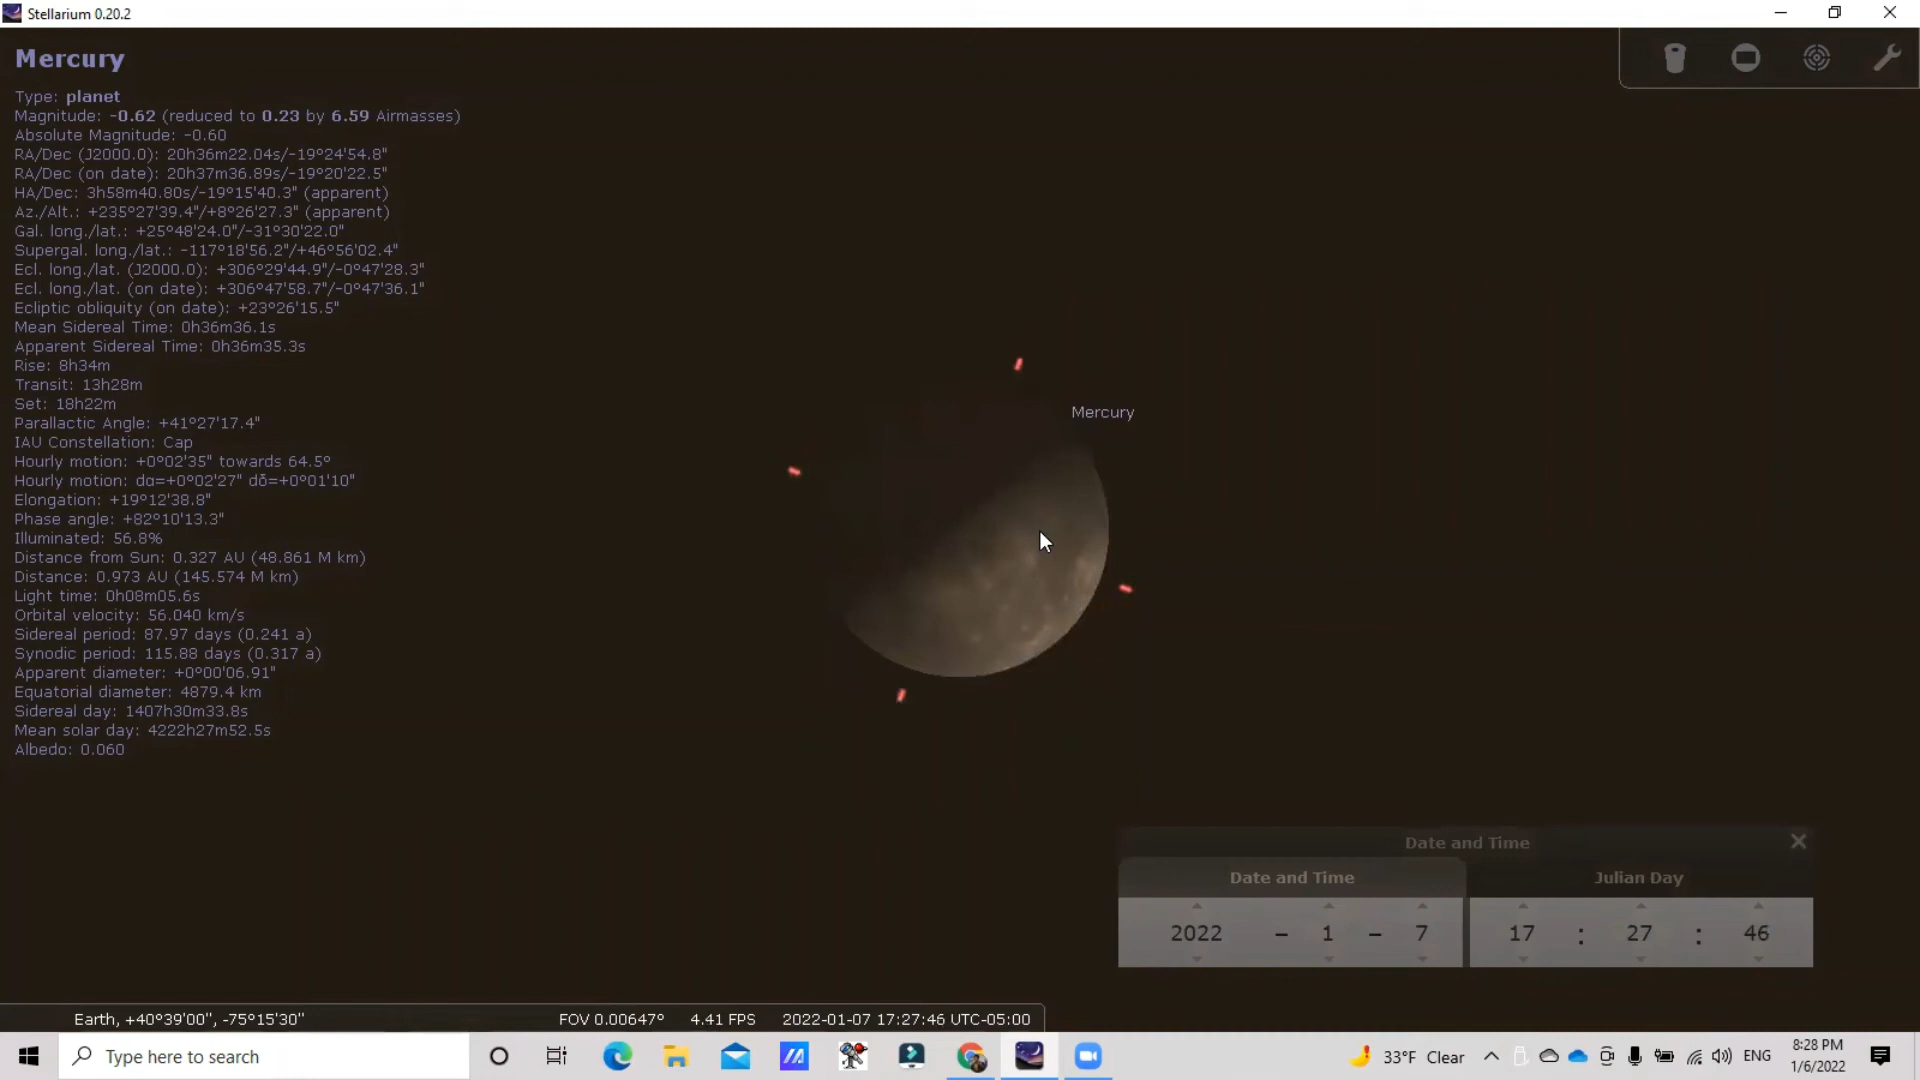 Stellarium 0.20.2
Mercury
Type: planet
Magnitude: -0.62 (reduced to 0.23 by 6.59 Airmasses)
Absolute Magnitude: -0.60
RA/Dec (J2000.0): 20h36m22.04s/-19°24'54.8"
RA/Dec (on date): 20h37m36.89s/-19°20'22.5"
HA/Dec: 3h58m40.80s/-19°15'40.3" (apparent)
Az./Alt.: +235°27'39.4"/+8°26'27.3" (apparent)
Gal. long./lat.: +25°48'24.0"/-31°30'22.0"
Supergal. long./lat.: -117°18'56.2"/+46°56'02.4"
Ecl. long./lat. (J2000.0): +306°29'44.9"/-0°47'28.3"
Ecl. long./lat. (on date): +306°47'58.7"/-0°47'36.1"
Ecliptic obliquity (on date): +23°26'15.5"
Mean Sidereal Time: 0h36m36.1s
Apparent Sidereal Time: 0h36m35.3s
Rise: 8h34m
Transit: 13h28m
Set: 18h22m
Parallactic Angle: +41°27'17.4"
IAU Constellation: Cap
Hourly motion: +0°02'35" towards 64.5°
Hourly motion: dα=+0°02'27" dδ=+0°01'10"
Elongation: +19°12'38.8"
Phase angle: +82°10'13.3"
Illuminated: 56.8%
Distance from Sun: 0.327 AU (48.861 M km)
Distance: 0.973 AU (145.574 M km)
Light time: 0h08m05.6s
Orbital velocity: 56.040 km/s
Sidereal period: 87.97 days (0.241 a)
Synodic period: 115.88 days (0.317 a)
Apparent diameter: +0°00'06.91"
Equatorial diameter: 4879.4 km
Sidereal day: 1407h30m33.8s
Mean solar day: 4222h27m52.5s
Albedo: 0.060
Mercury
Date and Time
Date and Time Julian Day
2022 - 1 - 7 17 : 27 : 46
Earth, +40°39'00", -75°15'30" FOV 0.00647° 4.41 FPS 2022-01-07 17:27:46 UTC-05:00
Type here to search
33°F Clear
ENG
8:28 PM
1/6/2022